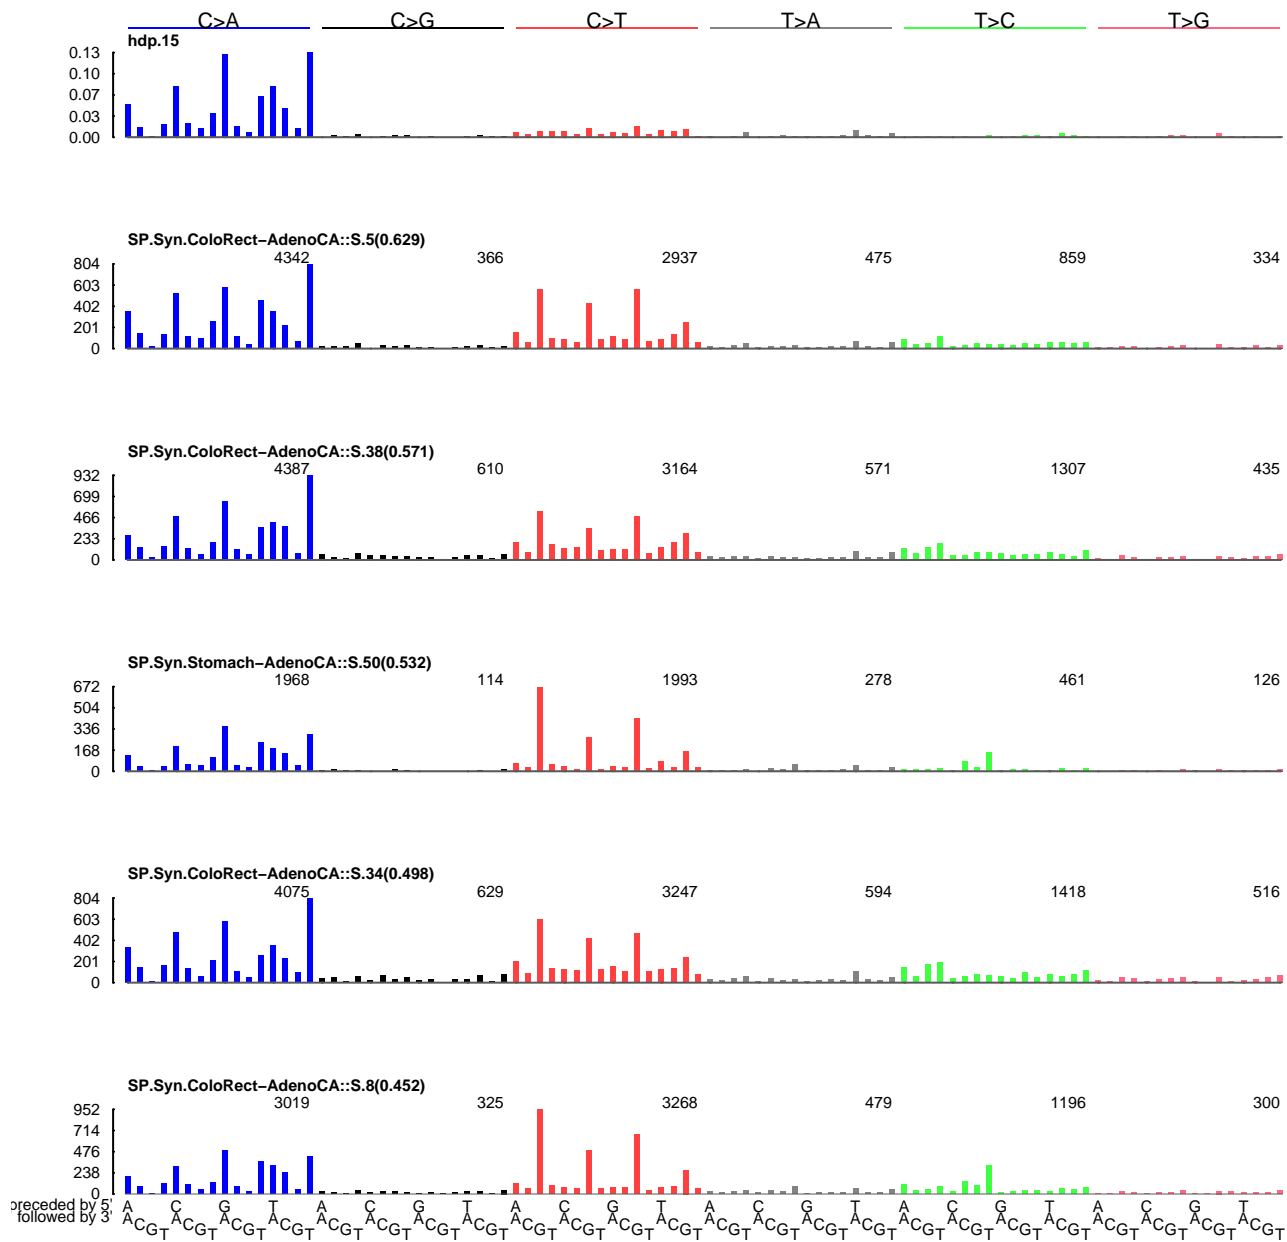 C>A C>G C>T T>A T>C T>G
hdp.15
0.13
0.10
0.07
0.03
0.00
SP.Syn.ColoRect−AdenoCA::S.5(0.629)
4342 366 2937 475 859 334
804
603
402
201
0
SP.Syn.ColoRect−AdenoCA::S.38(0.571)
4387 610 3164 571 1307 435
932
699
466
233
0
SP.Syn.Stomach−AdenoCA::S.50(0.532)
1968 114 1993 278 461 126
672
504
336
168
0
SP.Syn.ColoRect−AdenoCA::S.34(0.498)
4075 629 3247 594 1418 516
804
603
402
201
0
SP.Syn.ColoRect−AdenoCA::S.8(0.452)
3019 325 3268 479 1196 300
952
714
476
238
0
preceded by 5' A C G T A C G T A C G T A C G T A C G T A C G T
followed by 3' A C G T A C G T A C G T A C G T A C G T A C G T A C G T A C G T A C G T A C G T A C G T A C G T A C G T A C G T A C G T A C G T A C G T A C G T A C G T A C G T A C G T A C G T A C G T A C G T